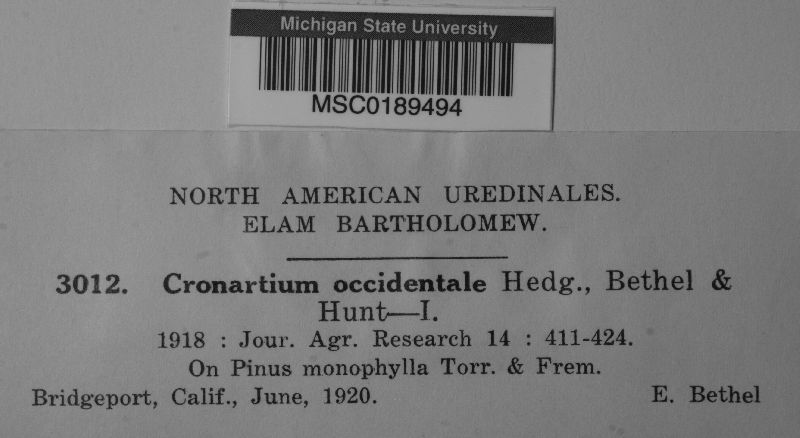 Michigan State University
MSC0189494
NORTH AMERICAN UREDINALES.
ELAM BARTHOLOMEW.
3012. Cronartium occidentale Hedg., Bethel &
Hunt—I.
1918 : Jour. Agr. Research 14 : 411-424.
On Pinus monophylla Torr. & Frem.
Bridgeport, Calif., June, 1920. E. Bethel